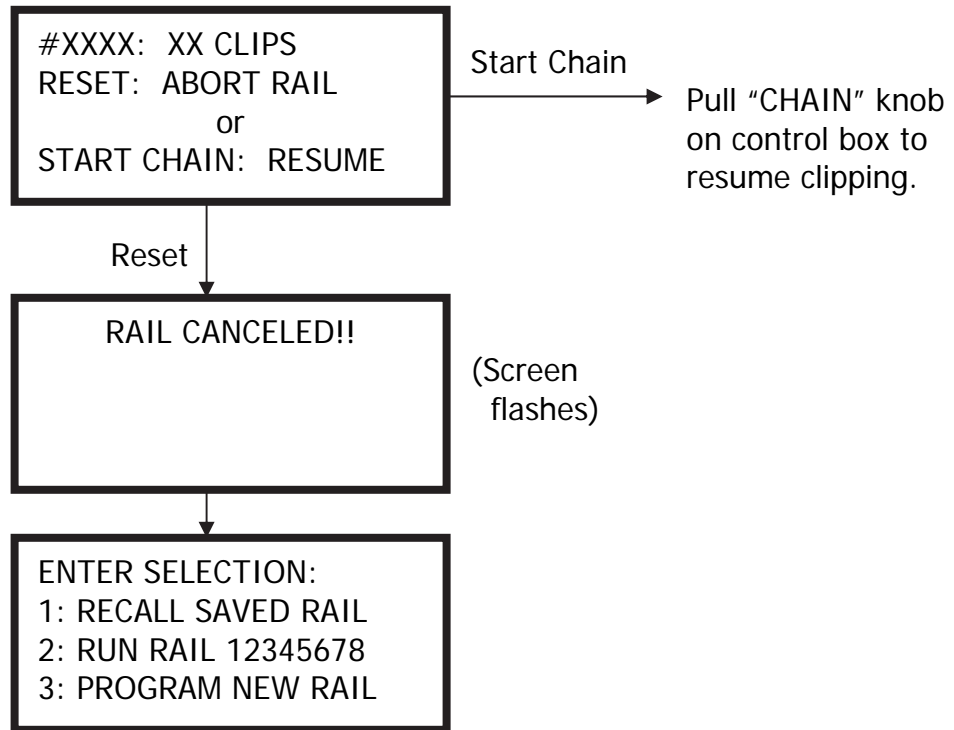 #XXXX: XX CLIPS
RESET: ABORT RAIL
or
START CHAIN: RESUME
Start Chain
Pull “CHAIN” knob
on control box to
resume clipping.
Reset
RAIL CANCELED!!
(Screen
flashes)
ENTER SELECTION:
1: RECALL SAVED RAIL
2: RUN RAIL 12345678
3: PROGRAM NEW RAIL